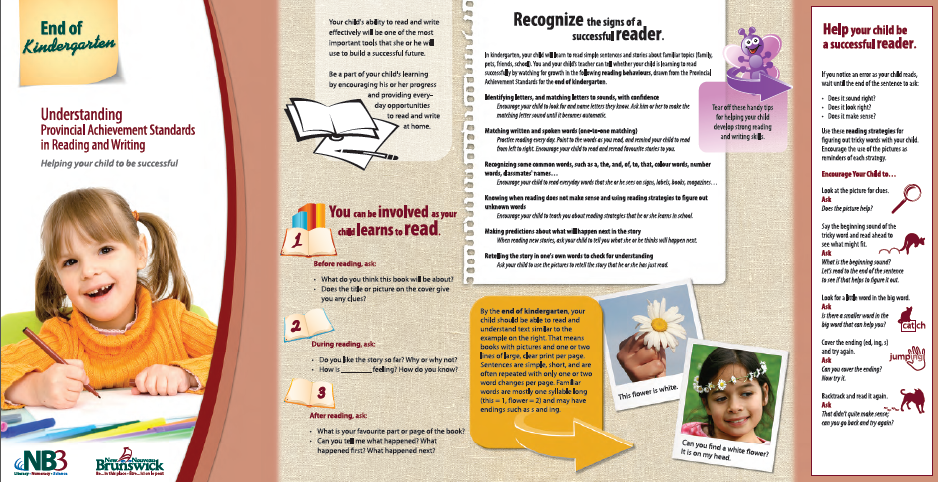 End of
Kindergarten
Understanding
Provincial Achievement Standards
in Reading and Writing
Helping your child to be successful
NB3
Literacy • Numeracy • Science
New Nouveau
Brunswick
Be... in this place • Être... ici on le peut
Your child's ability to read and write
effectively will be one of the most
important tools that she or he will
use to build a successful future.
Be a part of your child's learning
by encouraging his or her progress
and providing every–
day opportunities
to read and write
at home.
You can be involved as your
child learns to read.
1
Before reading, ask:
• What do you think this book will be about?
• Does the title or picture on the cover give
you any clues?
2
During reading, ask:
• Do you like the story so far? Why or why not?
• How is ________ feeling? How do you know?
3
After reading, ask:
• What is your favourite part or page of the book?
• Can you tell me what happened? What
happened first? What happened next?
Recognize the signs of a
successful reader.
In kindergarten, your child will learn to read simple sentences and stories about familiar topics (family,
pets, friends, school). You and your child's teacher can tell whether your child is learning to read
successfully by watching for growth in the following reading behaviours, drawn from the Provincial
Achievement Standards for the end of kindergarten.
Identifying letters, and matching letters to sounds, with confidence
Encourage your child to look for and name letters they know. Ask him or her to make the
matching letter sound until it becomes automatic.
Matching written and spoken words (one-to-one matching)
Practise reading every day. Point to the words as you read, and remind your child to read
from left to right. Encourage your child to read and reread favourite stories to you.
Recognizing some common words, such as a, the, and, of, to, that, colour words, number
words, classmates' names…
Encourage your child to read everyday words that she or he sees on signs, labels, books, magazines…
Knowing when reading does not make sense and using reading strategies to figure out
unknown words
Encourage your child to teach you about reading strategies that he or she learns in school.
Making predictions about what will happen next in the story
When reading new stories, ask your child to tell you what she or he thinks will happen next.
Retelling the story in one's own words to check for understanding
Ask your child to use the pictures to retell the story that he or she has just read.
Tear off these handy tips
for helping your child
develop strong reading
and writing skills.
By the end of kindergarten, your
child should be able to read and
understand text similar to the
example on the right. That means
books with pictures and one or two
lines of large, clear print per page.
Sentences are simple, short, and are
often repeated with only one or two
word changes per page. Familiar
words are mostly one syllable long
(this = 1, flower = 2) and may have
endings such as s and ing.
This flower is white.
Can you find a white flower?
It is on my head.
Help your child be
a successful reader.
If you notice an error as your child reads,
wait until the end of the sentence to ask:
• Does it sound right?
• Does it look right?
• Does it make sense?
Use these reading strategies for
figuring out tricky words with your child.
Encourage the use of the pictures as
reminders of each strategy.
Encourage Your Child to…
Look at the picture for clues.
Ask
Does the picture help?
Say the beginning sound of the
tricky word and read ahead to
see what might fit.
Ask
What is the beginning sound?
Let's read to the end of the sentence
to see if that helps to figure it out.
Look for a little word in the big word.
Ask
Is there a smaller word in the
big word that can help you?
catch
Cover the ending (ed, ing, s)
and try again.
Ask
Can you cover the ending?
Now try it.
jumping
Backtrack and read it again.
Ask
That didn't quite make sense;
can you go back and try again?